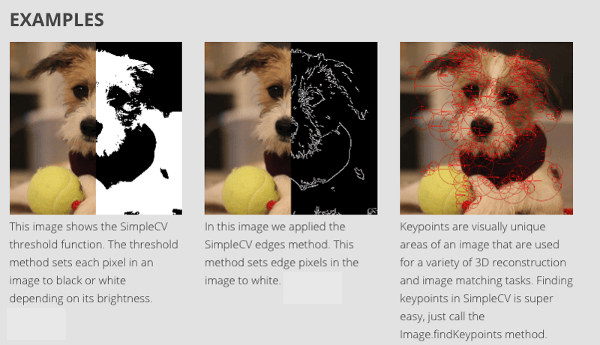 EXAMPLES
This image shows the SimpleCV
threshold function. The threshold
method sets each pixel in an
image to black or white
depending on its brightness.
In this image we applied the
SimpleCV edges method. This
method sets edge pixels in the
image to white.
Keypoints are visually unique
areas of an image that are used
for a variety of 3D reconstruction
and image matching tasks. Finding
keypoints in SimpleCV is super
easy, just call the
Image.findKeypoints method.